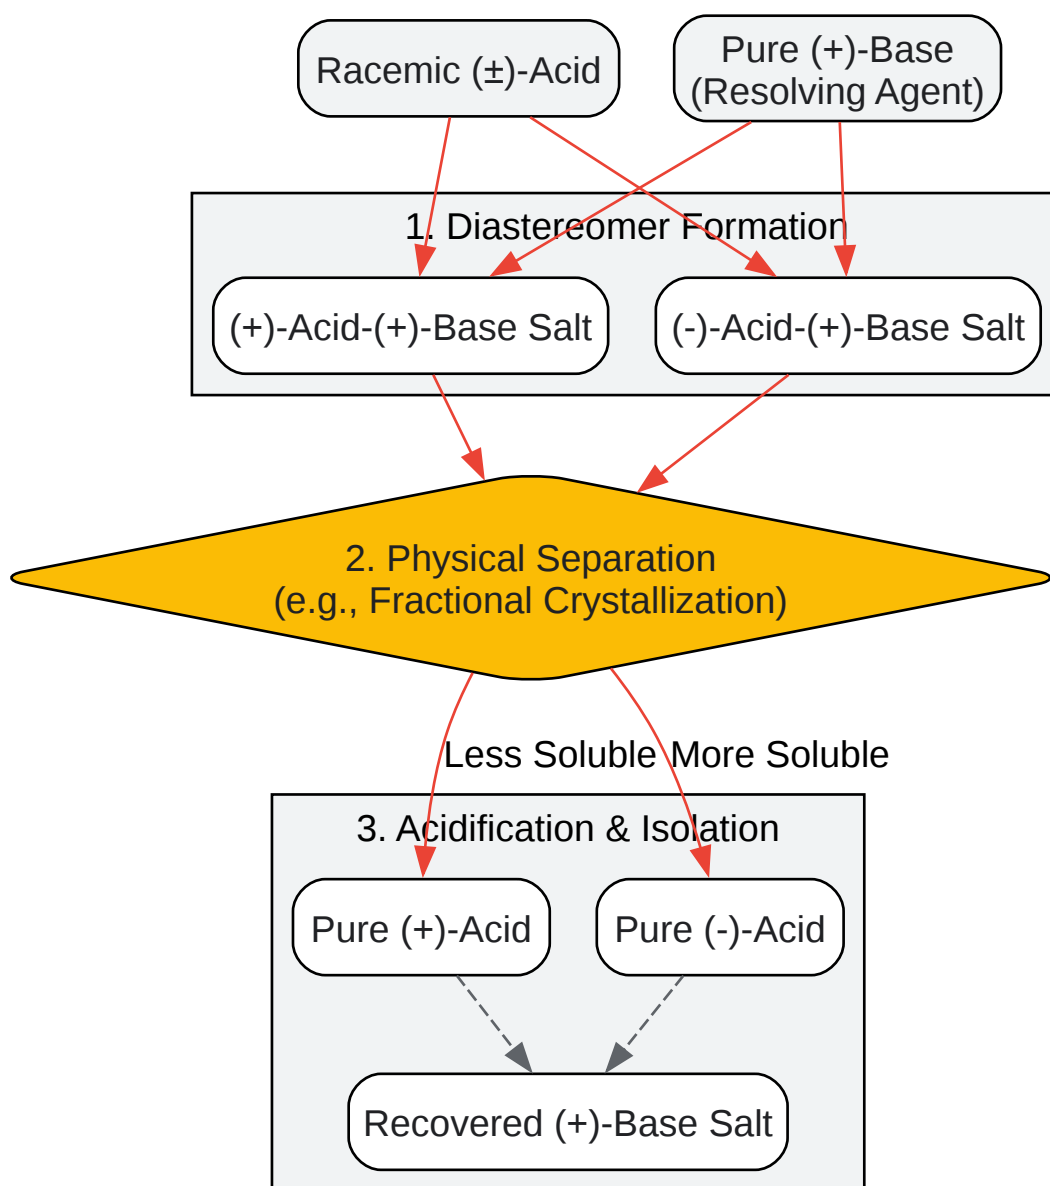 Racemic (±)-Acid
Pure (+)-Base
(Resolving Agent)
1. Diastereomer Formation
(+)-Acid-(+)-Base Salt
(-)-Acid-(+)-Base Salt
2. Physical Separation
(e.g., Fractional Crystallization)
Less Soluble
More Soluble
3. Acidification & Isolation
Pure (+)-Acid
Pure (-)-Acid
Recovered (+)-Base Salt